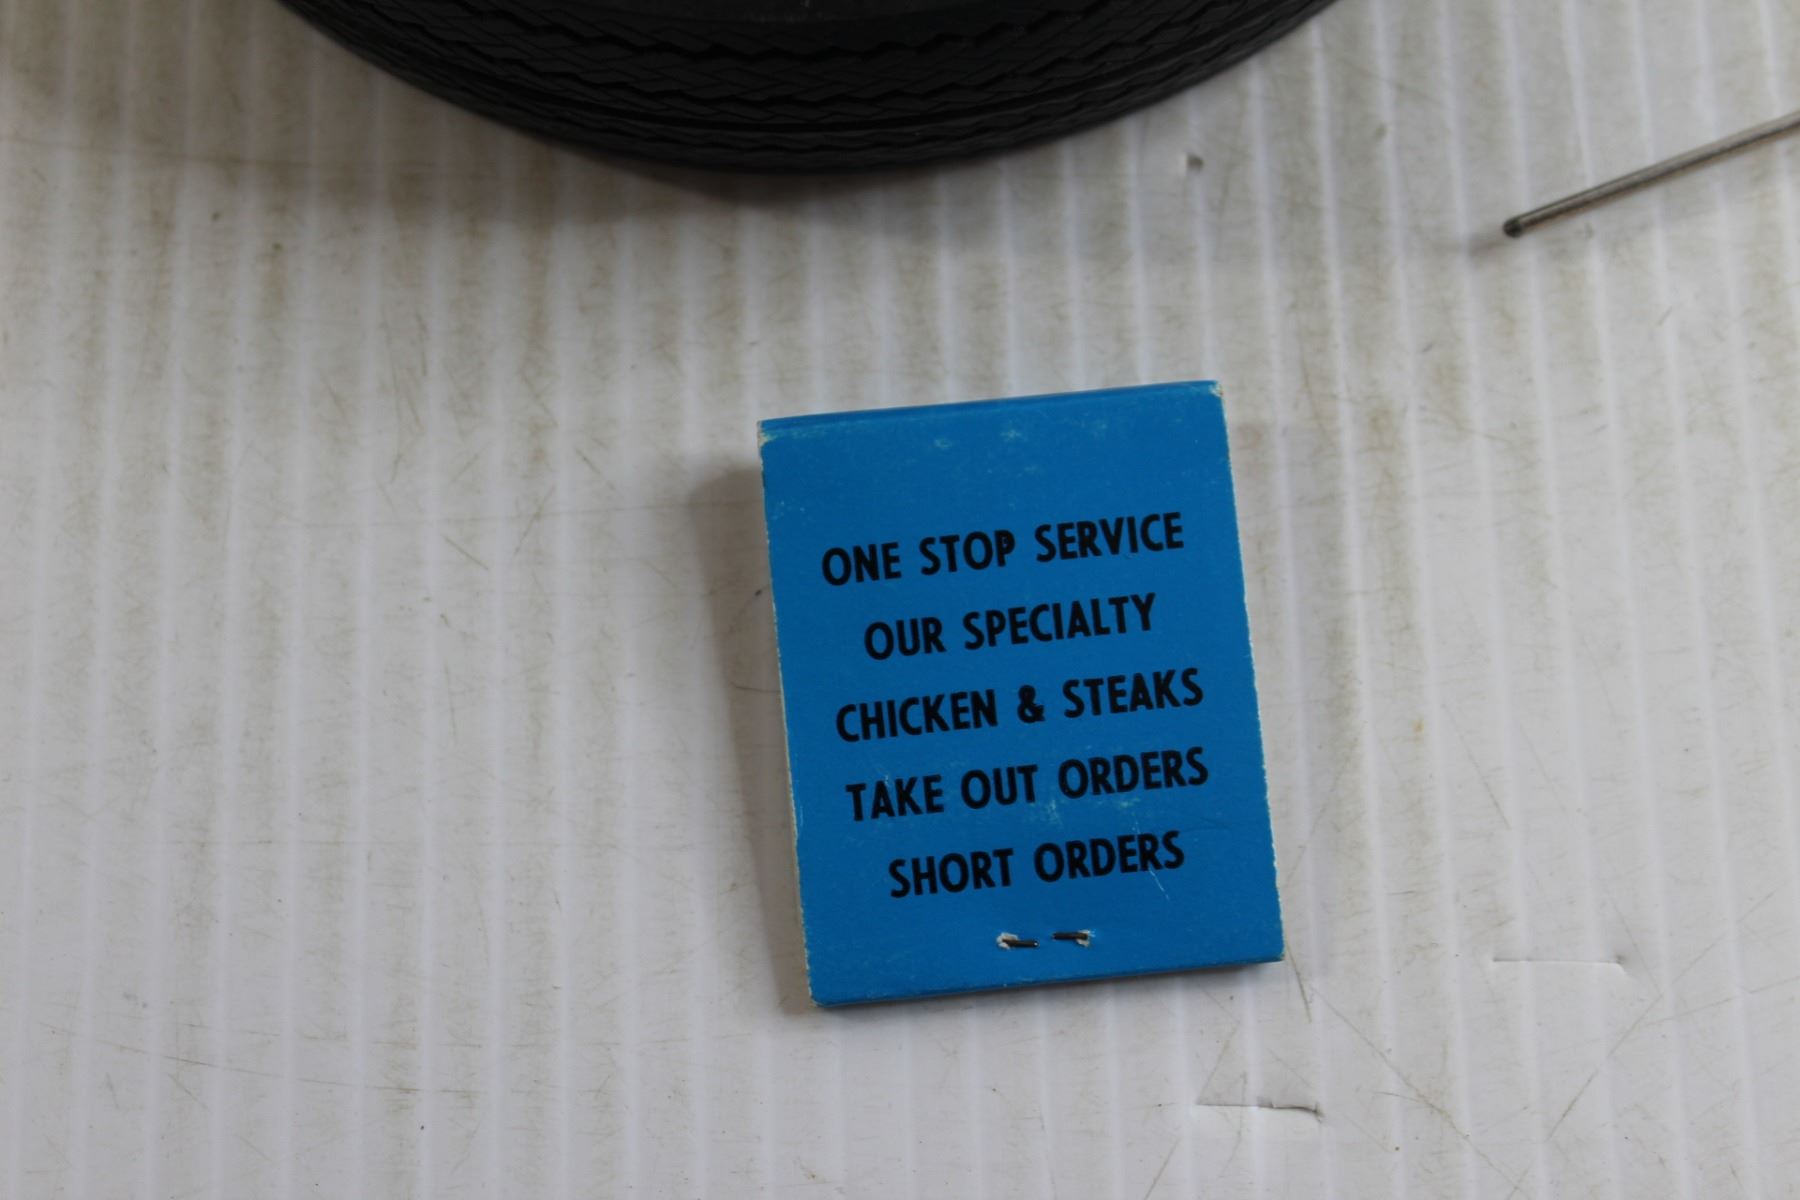 ONE STOP SERVICE
OUR SPECIALTY
CHICKEN & STEAKS
TAKE OUT ORDERS
SHORT ORDERS